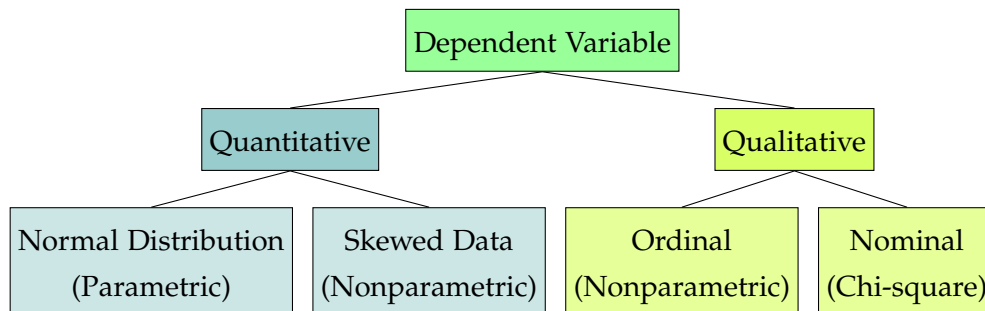 Dependent Variable
Quantitative
Qualitative
Normal Distribution
(Parametric)
Skewed Data
(Nonparametric)
Ordinal
(Nonparametric)
Nominal
(Chi-square)